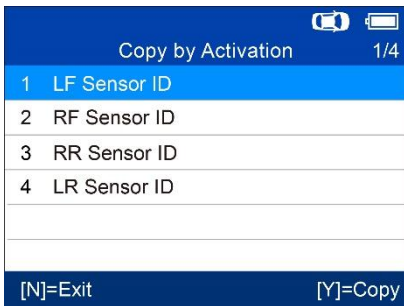 Copy by Activation 1/4
1 LF Sensor ID
2 RF Sensor ID
3 RR Sensor ID
4 LR Sensor ID
[N]=Exit [Y]=Copy